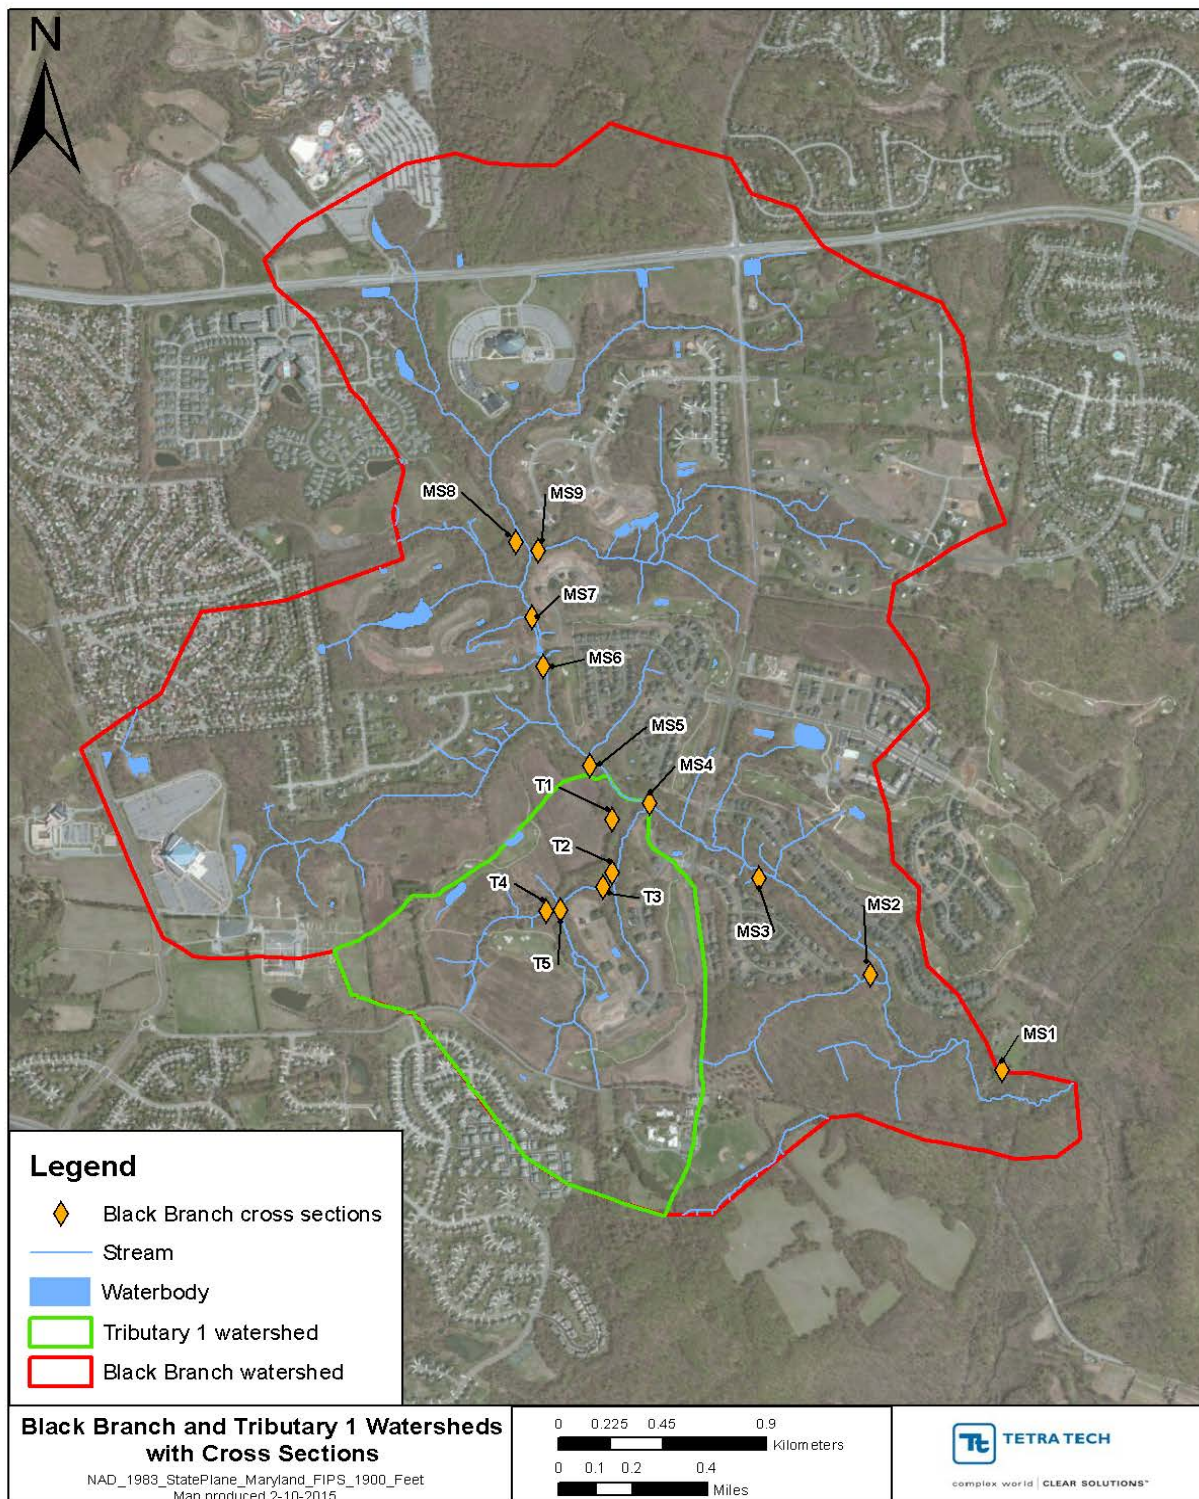 N
MS8
MS9
MS7
MS6
MS5
MS4
T1
T2
T4
T3
MS2
MS3
T5
MS1
Legend
Black Branch cross sections
Stream
Waterbody
Tributary 1 watershed
Black Branch watershed
Black Branch and Tributary 1 Watersheds
with Cross Sections
NAD_1983_StatePlane_Maryland_FIPS_1900_Feet
Map produced 2-10-2015
0 0.225 0.45 0.9
Kilometers
0 0.1 0.2 0.4
Miles
Tt TETRA TECH
complex world | CLEAR SOLUTIONS™